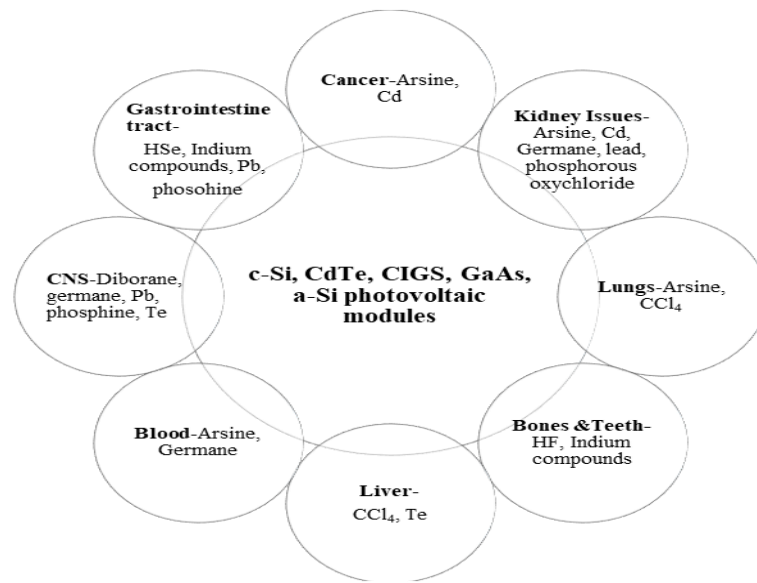 Cancer-Arsine,
Cd
Gastrointestine
tract-
HSe, Indium
compounds, Pb,
phosohine
Kidney Issues-
Arsine, Cd,
Germane, lead,
phosphorous
oxychloride
CNS-Diborane,
germane, Pb,
phosphine, Te
c-Si, CdTe, CIGS, GaAs,
a-Si photovoltaic
modules
Lungs-Arsine,
CCl₄
Blood-Arsine,
Germane
Bones &Teeth-
HF, Indium
compounds
Liver-
CCl₄, Te